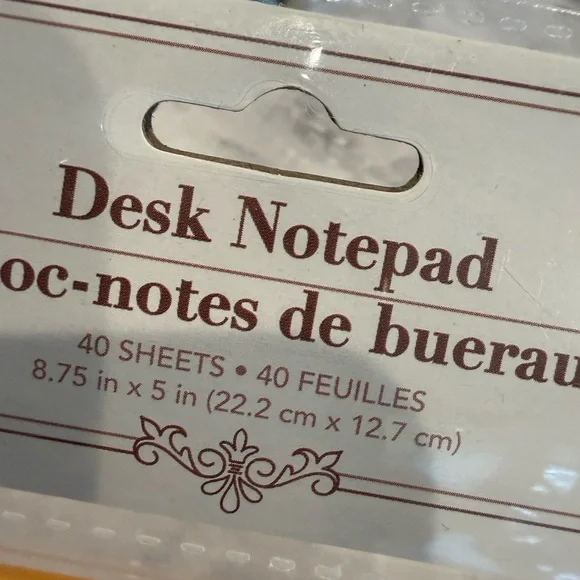 Desk Notepad
oc-notes de buerau
40 SHEETS • 40 FEUILLES
8.75 in x 5 in (22.2 cm x 12.7 cm)